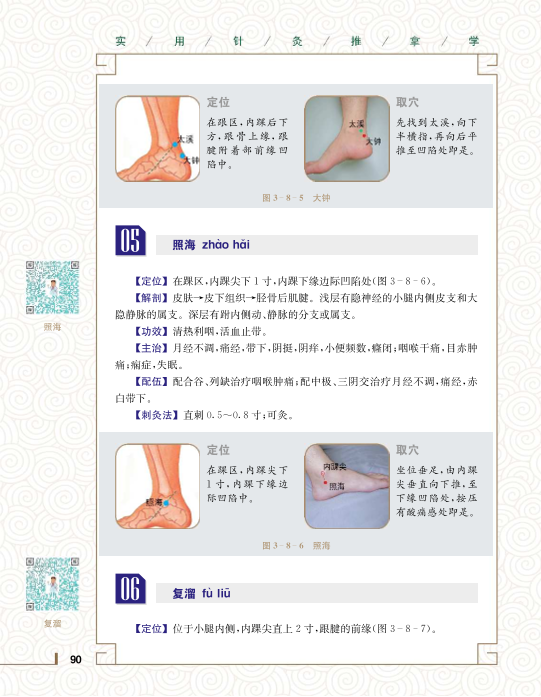 实 / 用 / 针 / 灸 / 推 / 拿 / 学
定位
在跟区,内踝后下
方,跟骨上缘,跟
腱附着部前缘凹
陷中。
太溪
大钟
太溪
大钟
取穴
先找到太溪,向下
半横指,再向后平
推至凹陷处即是。
图 3-8-5 大钟
05
照海 zhào hǎi
照海
【定位】在踝区,内踝尖下 1 寸,内踝下缘边际凹陷处(图 3-8-6)。
【解剖】皮肤→皮下组织→胫骨后肌腱。浅层有隐神经的小腿内侧皮支和大
隐静脉的属支。深层有跗内侧动、静脉的分支或属支。
【功效】清热利咽,活血止带。
【主治】月经不调,痛经,带下,阴挺,阴痒,小便频数,癃闭;咽喉干痛,目赤肿
痛;痫症,失眠。
【配伍】配合谷、列缺治疗咽喉肿痛;配中极、三阴交治疗月经不调,痛经,赤
白带下。
【刺灸法】直刺 0.5~0.8 寸;可灸。
定位
在踝区,内踝尖下
1 寸,内踝下缘边
际凹陷中。
照海
内踝尖
照海
取穴
坐位垂足,由内踝
尖垂直向下推,至
下缘凹陷处,按压
有酸痛感处即是。
图 3-8-6 照海
06
复溜 fù liū
复溜
【定位】位于小腿内侧,内踝尖直上 2 寸,跟腱的前缘(图 3-8-7)。
90